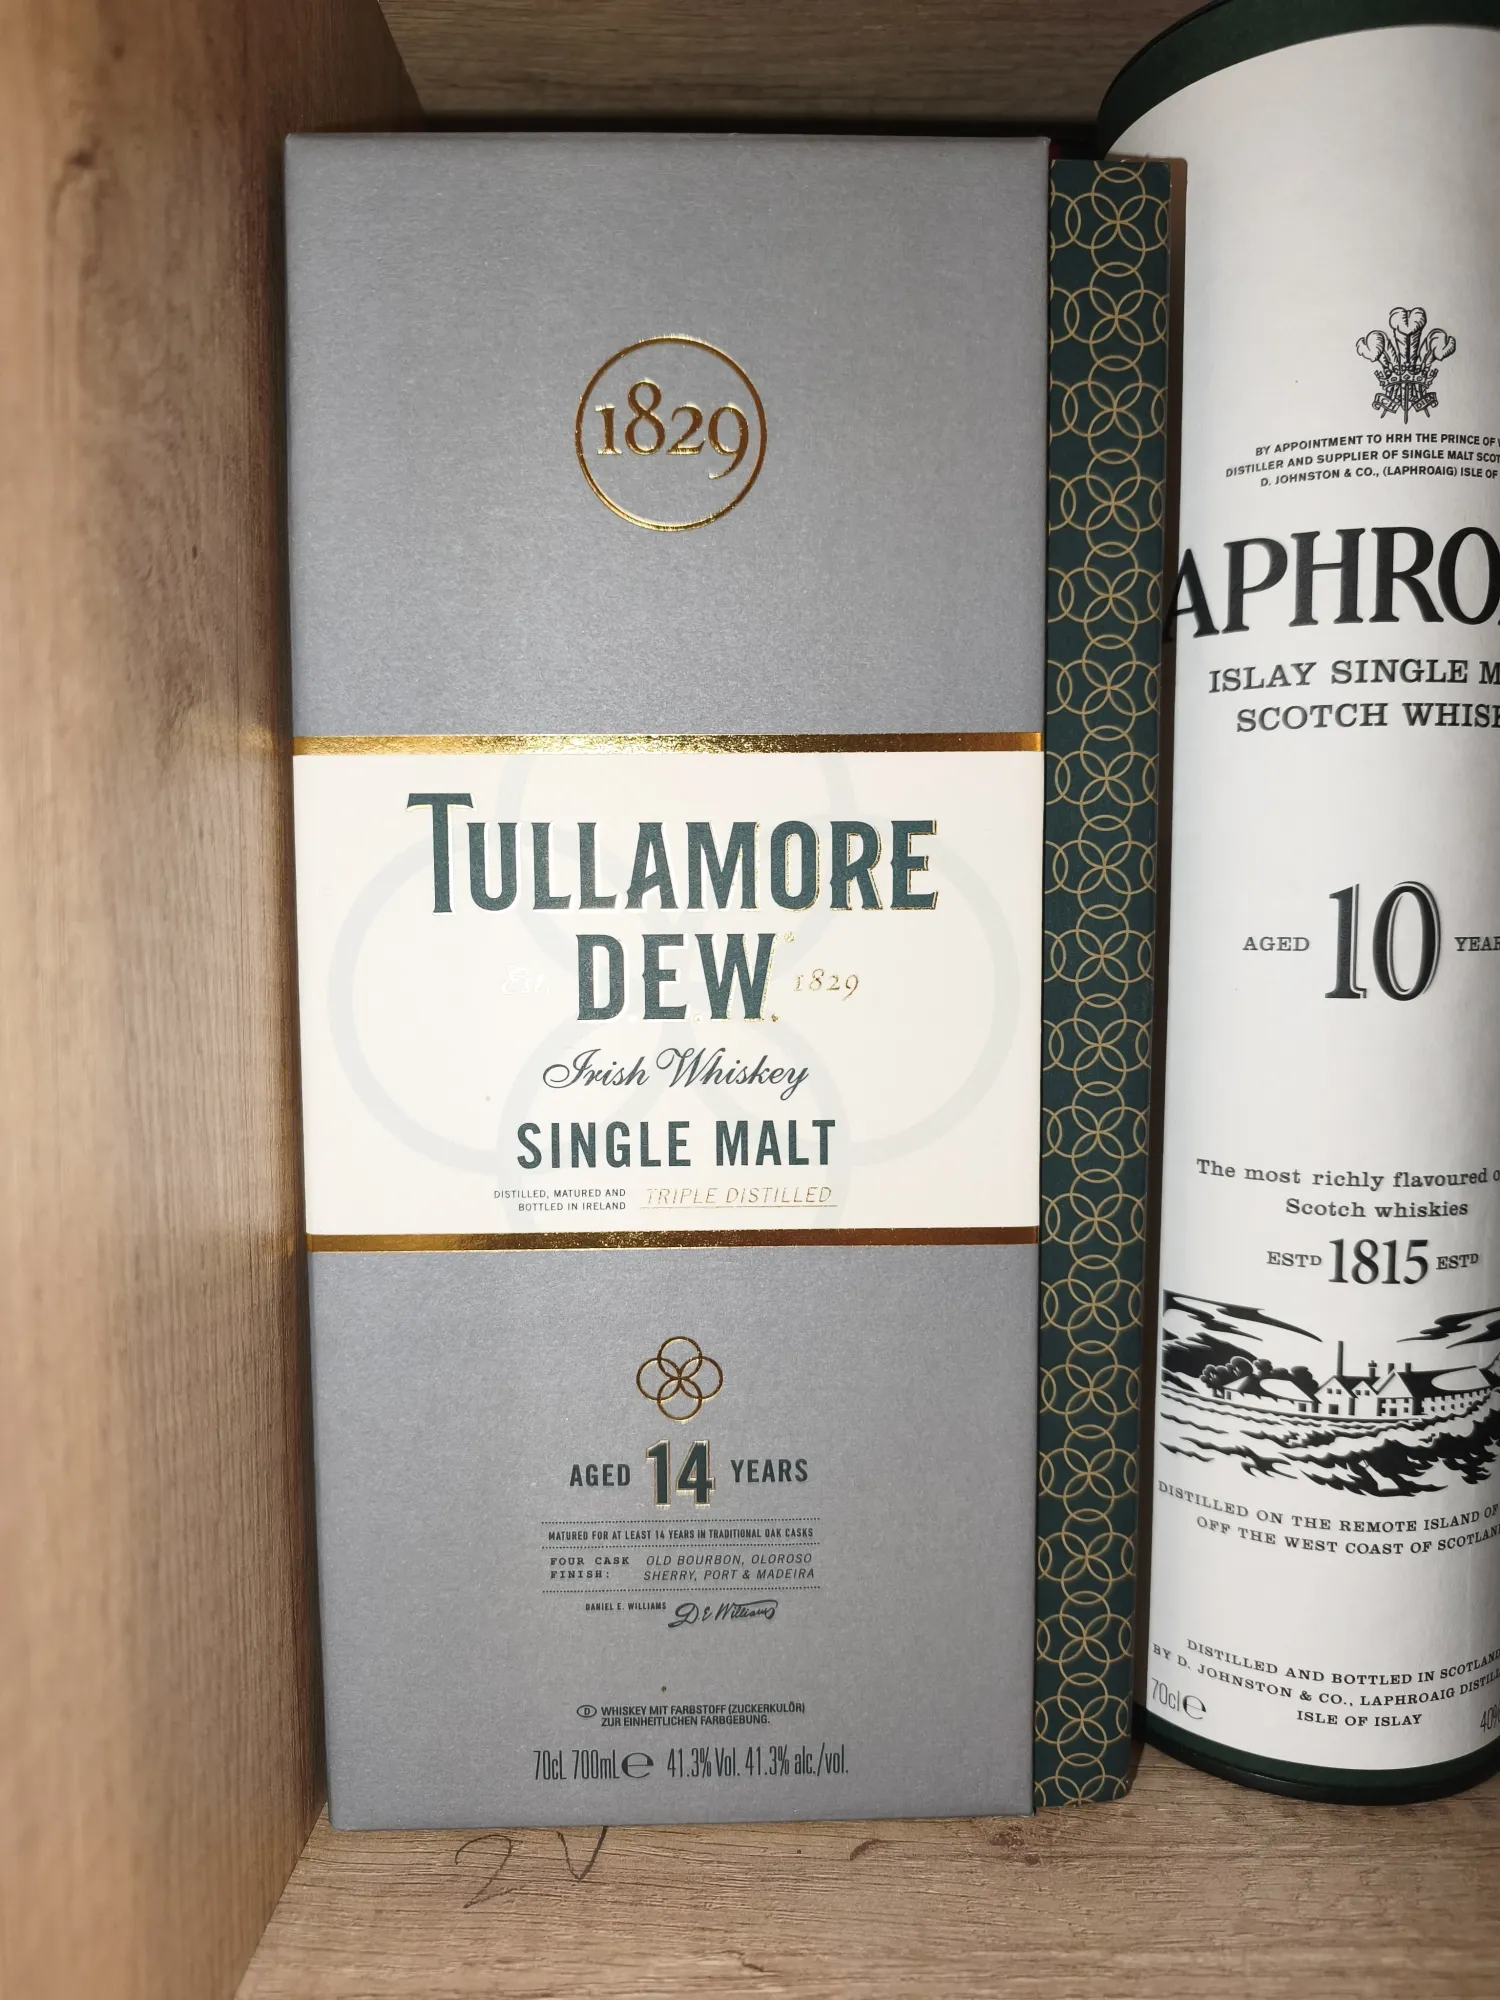 1829
TULLAMORE
D.E.W.
Est. 1829
Irish Whiskey
SINGLE MALT
DISTILLED, MATURED AND
BOTTLED IN IRELAND
TRIPLE DISTILLED
AGED 14 YEARS
MATURED FOR AT LEAST 14 YEARS IN TRADITIONAL OAK CASKS
FOUR CASK
FINISH:
OLD BOURBON, OLOROSO
SHERRY, PORT & MADEIRA
DANIEL E. WILLIAMS D.E.Williams
D WHISKEY MIT FARBSTOFF (ZUCKERKULÖR)
ZUR EINHEITLICHEN FARBGEBUNG.
70cL 700mL e 41.3% Vol. 41.3% alc./vol.
BY APPOINTMENT TO HRH THE PRINCE OF
DISTILLER AND SUPPLIER OF SINGLE MALT SCOT
D. JOHNSTON & CO., (LAPHROAIG) ISLE OF
APHRO
ISLAY SINGLE M
SCOTCH WHIS
AGED 10 YEAR
The most richly flavoured o
Scotch whiskies
ESTD 1815 ESTD
DISTILLED ON THE REMOTE ISLAND OF
OFF THE WEST COAST OF SCOTLAN
DISTILLED AND BOTTLED IN SCOTLAND
BY D. JOHNSTON & CO., LAPHROAIG DISTIL
ISLE OF ISLAY
70cl e
40%
2V